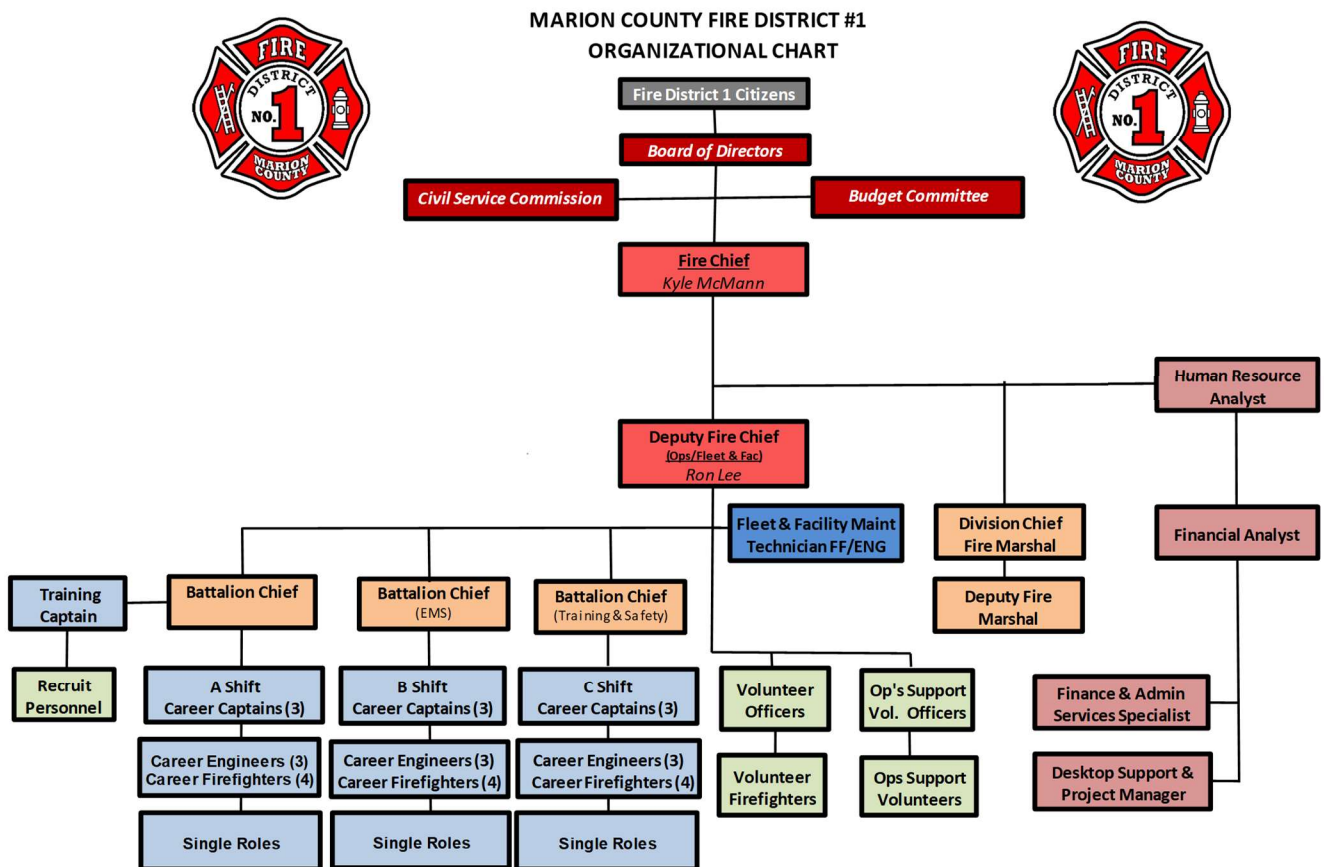 MARION COUNTY FIRE DISTRICT #1
ORGANIZATIONAL CHART
FIRE
DISTRICT
NO. 1
MARION
COUNTY
FIRE
DISTRICT
NO. 1
MARION
COUNTY
Fire District 1 Citizens
Board of Directors
Civil Service Commission
Budget Committee
Fire Chief
Kyle McMann
Human Resource
Analyst
Deputy Fire Chief
(Ops/Fleet & Fac)
Ron Lee
Fleet & Facility Maint
Technician FF/ENG
Division Chief
Fire Marshal
Financial Analyst
Training
Captain
Battalion Chief
Battalion Chief
(EMS)
Battalion Chief
(Training & Safety)
Deputy Fire
Marshal
Recruit
Personnel
A Shift
Career Captains (3)
B Shift
Career Captains (3)
C Shift
Career Captains (3)
Volunteer
Officers
Op's Support
Vol. Officers
Finance & Admin
Services Specialist
Career Engineers (3)
Career Firefighters (4)
Career Engineers (3)
Career Firefighters (4)
Career Engineers (3)
Career Firefighters (4)
Volunteer
Firefighters
Ops Support
Volunteers
Desktop Support &
Project Manager
Single Roles
Single Roles
Single Roles